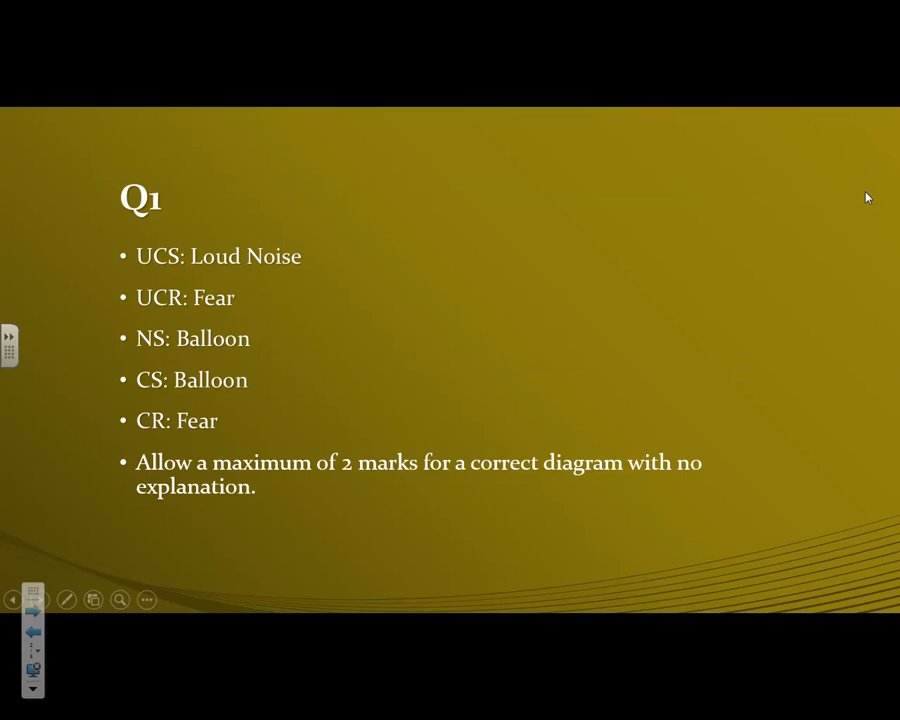 Q1
• UCS: Loud Noise
• UCR: Fear
• NS: Balloon
• CS: Balloon
• CR: Fear
• Allow a maximum of 2 marks for a correct diagram with no
explanation.